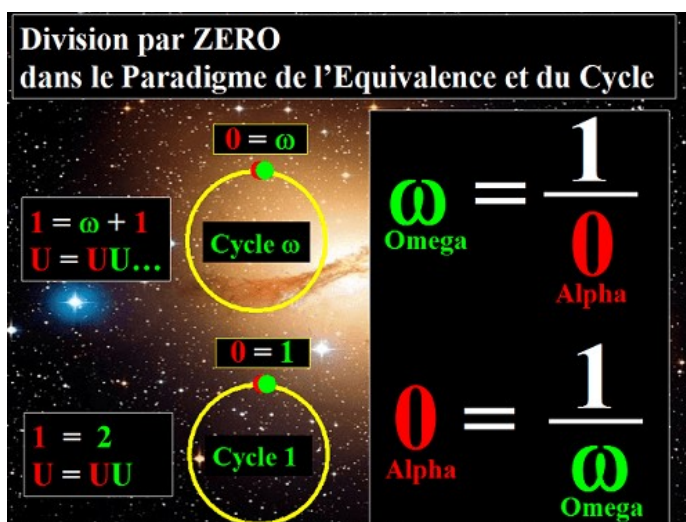 Division par ZERO
dans le Paradigme de l'Equivalence et du Cycle
0 = ω
1 = ω + 1
U = UU...
Cycle ω
0 = 1
1 = 2
U = UU
Cycle 1
ω = 1/0
Omega
Alpha
0 = 1/ω
Alpha
Omega